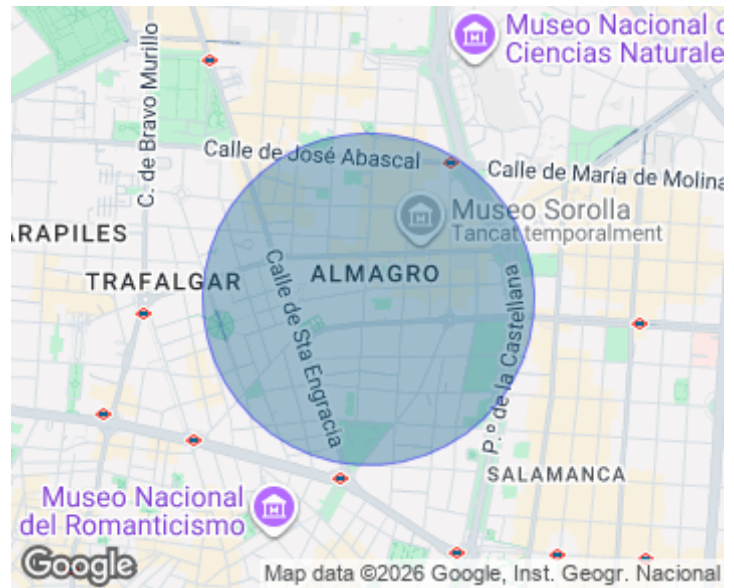 Museo Nacional d
Ciencias Naturale
C. de Bravo Murillo
Calle de José Abascal
Calle de María de Molina
Museo Sorolla
Tancat temporalment
ARAPILES
TRAFALGAR
ALMAGRO
Calle de Sta Engracia
P.º de la Castellana
SALAMANCA
Museo Nacional
del Romanticismo
Google
Map data ©2026 Google, Inst. Geogr. Nacional